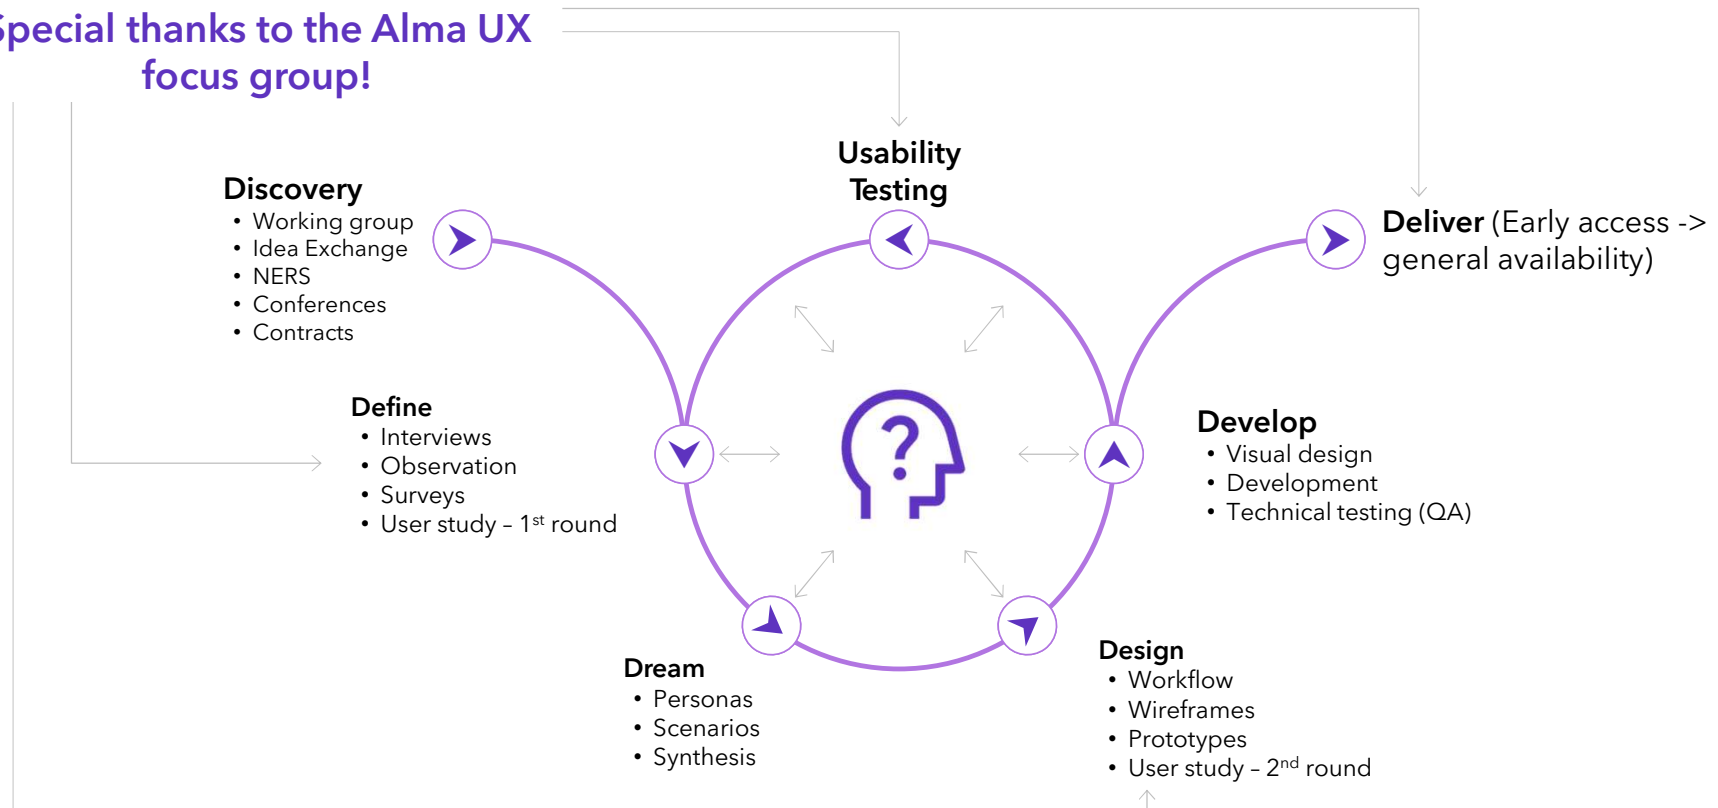 Special thanks to the Alma UX
focus group!
Usability
Testing
Discovery
• Working group
• Idea Exchange
• NERS
• Conferences
• Contracts
Deliver (Early access ->
general availability)
Define
• Interviews
• Observation
• Surveys
• User study – 1st round
?
Develop
• Visual design
• Development
• Technical testing (QA)
Dream
• Personas
• Scenarios
• Synthesis
Design
• Workflow
• Wireframes
• Prototypes
• User study – 2nd round